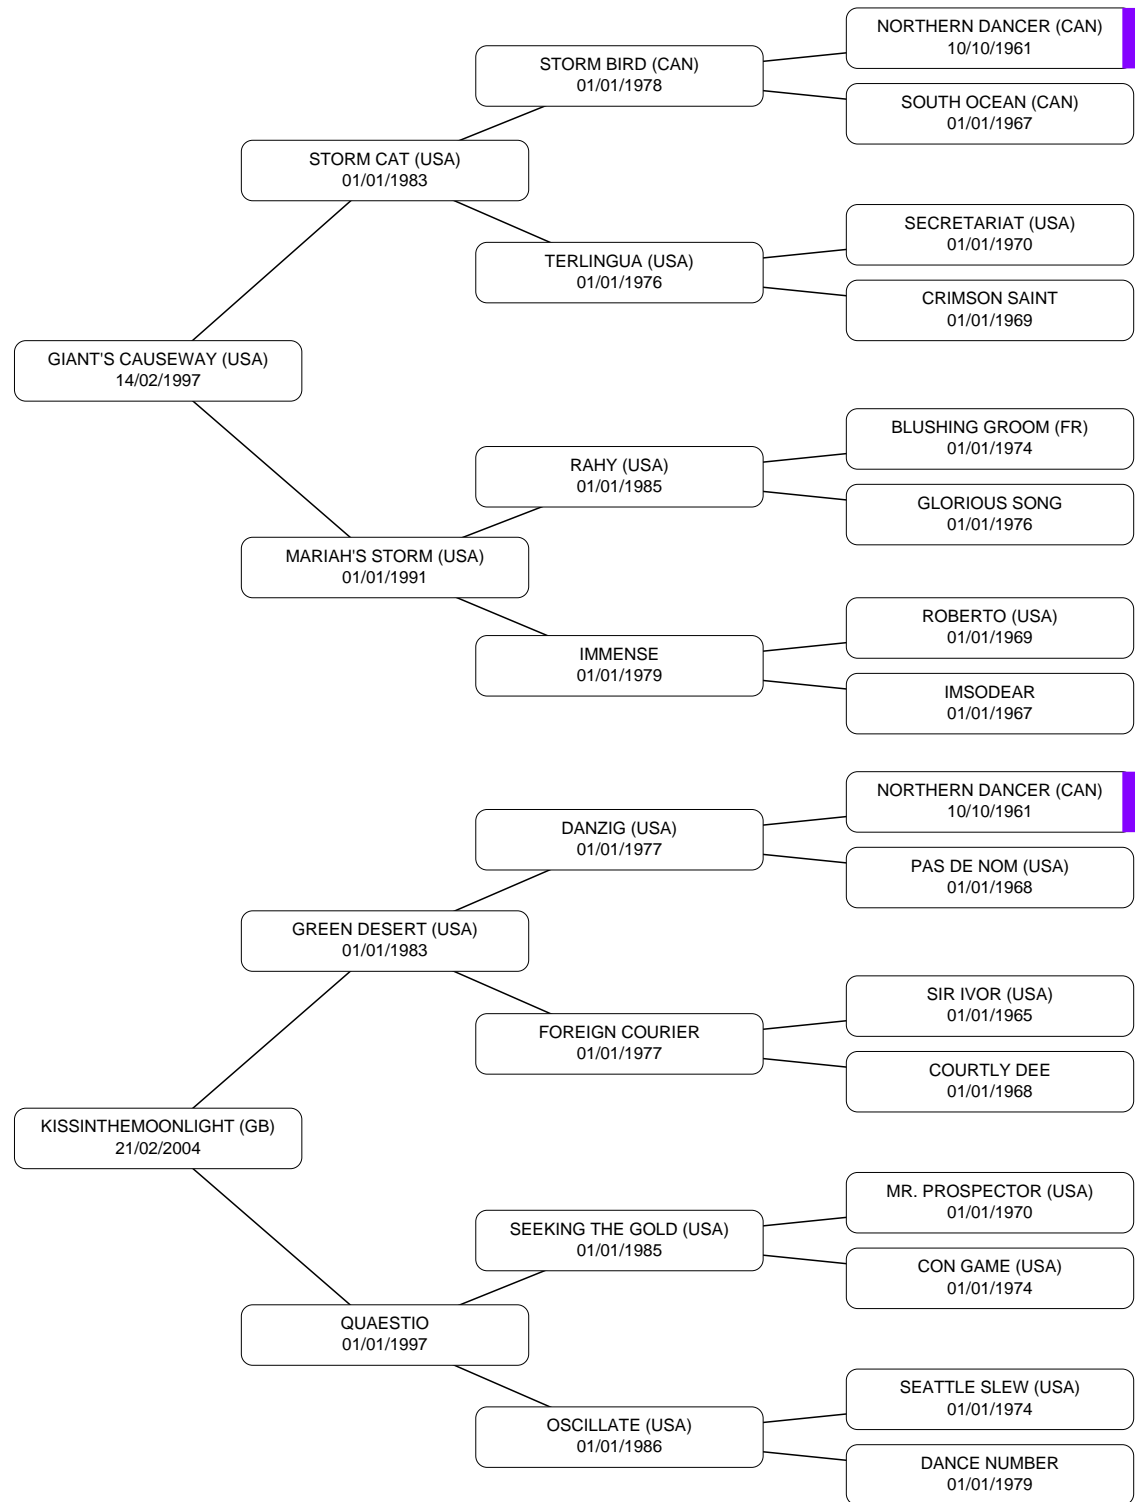 NORTHERN DANCER (CAN)
10/10/1961
STORM BIRD (CAN)
01/01/1978
SOUTH OCEAN (CAN)
01/01/1967
STORM CAT (USA)
01/01/1983
SECRETARIAT (USA)
01/01/1970
TERLINGUA (USA)
01/01/1976
CRIMSON SAINT
01/01/1969
GIANT'S CAUSEWAY (USA)
14/02/1997
BLUSHING GROOM (FR)
01/01/1974
RAHY (USA)
01/01/1985
GLORIOUS SONG
01/01/1976
MARIAH'S STORM (USA)
01/01/1991
ROBERTO (USA)
01/01/1969
IMMENSE
01/01/1979
IMSODEAR
01/01/1967
NORTHERN DANCER (CAN)
10/10/1961
DANZIG (USA)
01/01/1977
PAS DE NOM (USA)
01/01/1968
GREEN DESERT (USA)
01/01/1983
SIR IVOR (USA)
01/01/1965
FOREIGN COURIER
01/01/1977
COURTLY DEE
01/01/1968
KISSINTHEMOONLIGHT (GB)
21/02/2004
MR. PROSPECTOR (USA)
01/01/1970
SEEKING THE GOLD (USA)
01/01/1985
CON GAME (USA)
01/01/1974
QUAESTIO
01/01/1997
SEATTLE SLEW (USA)
01/01/1974
OSCILLATE (USA)
01/01/1986
DANCE NUMBER
01/01/1979